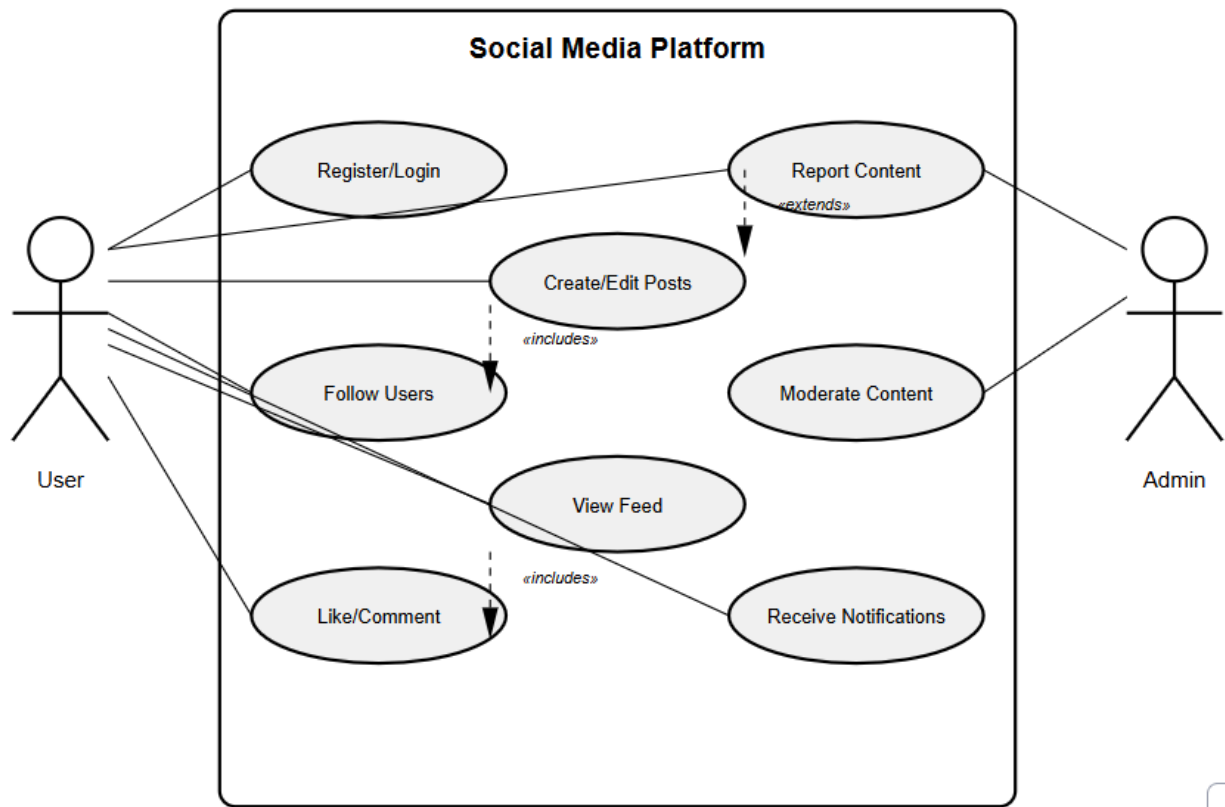 Social Media Platform
Register/Login
Report Content
«extends»
Create/Edit Posts
«includes»
Follow Users
Moderate Content
User
Admin
View Feed
«includes»
Like/Comment
Receive Notifications